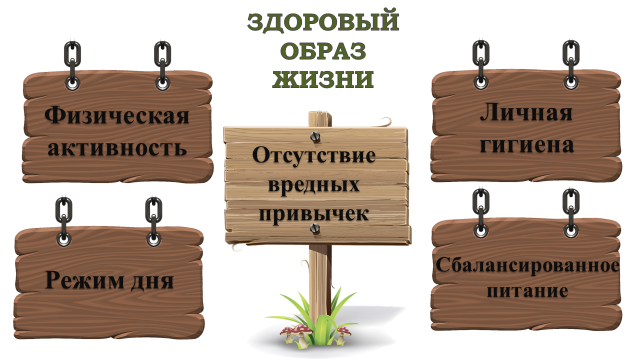 ЗДОРОВЫЙ
ОБРАЗ
ЖИЗНИ
Физическая
активность
Отсутствие
вредных
привычек
Личная
гигиена
Режим дня
Сбалансированное
питание